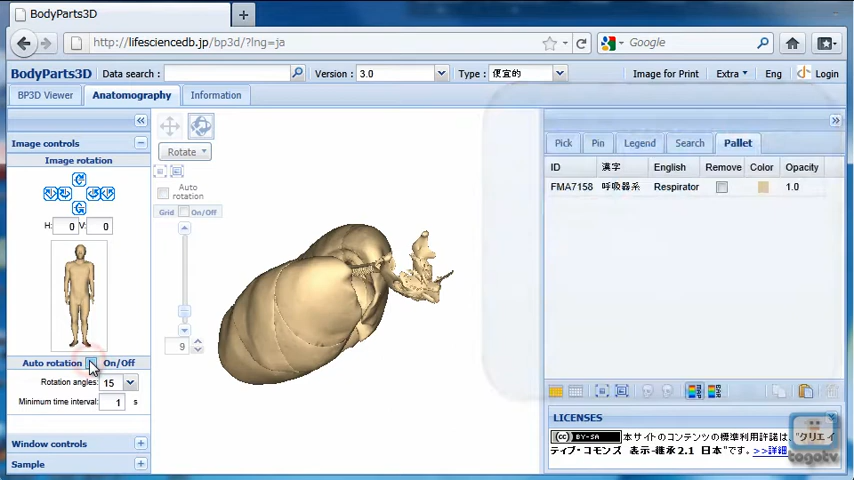 BodyParts3D
http://lifesciencedb.jp/bp3d/?lng=ja
Google
BodyParts3D Data search: Version : 3.0 Type : 便宜的 Image for Print Extra Eng Login
BP3D Viewer Anatomography Information
Image controls
Image rotation
H: 0 V: 0
Auto rotation On/Off
Rotation angles: 15
Minimum time interval: 1 s
Window controls
Sample
Rotate
Auto rotation
Grid On/Off
9
Pick Pin Legend Search Pallet
ID 漢字 English Remove Color Opacity
FMA7158 呼吸器系 Respirator 1.0
LICENSES
cc BY-SA 本サイトのコンテンツの標準利用許諾は、"クリエイ
ティブ・コモンズ 表示-継承2.1 日本"です。 >>詳細
togotv